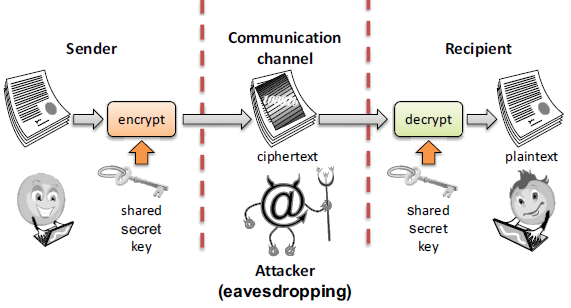 Sender
Communication
channel
Recipient
encrypt
decrypt
ciphertext
plaintext
shared
secret
key
@
shared
secret
key
Attacker
(eavesdropping)